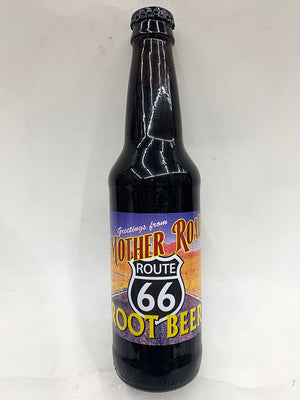 Greetings from
MOTHER ROAD
ROUTE
66
ROOT BEER